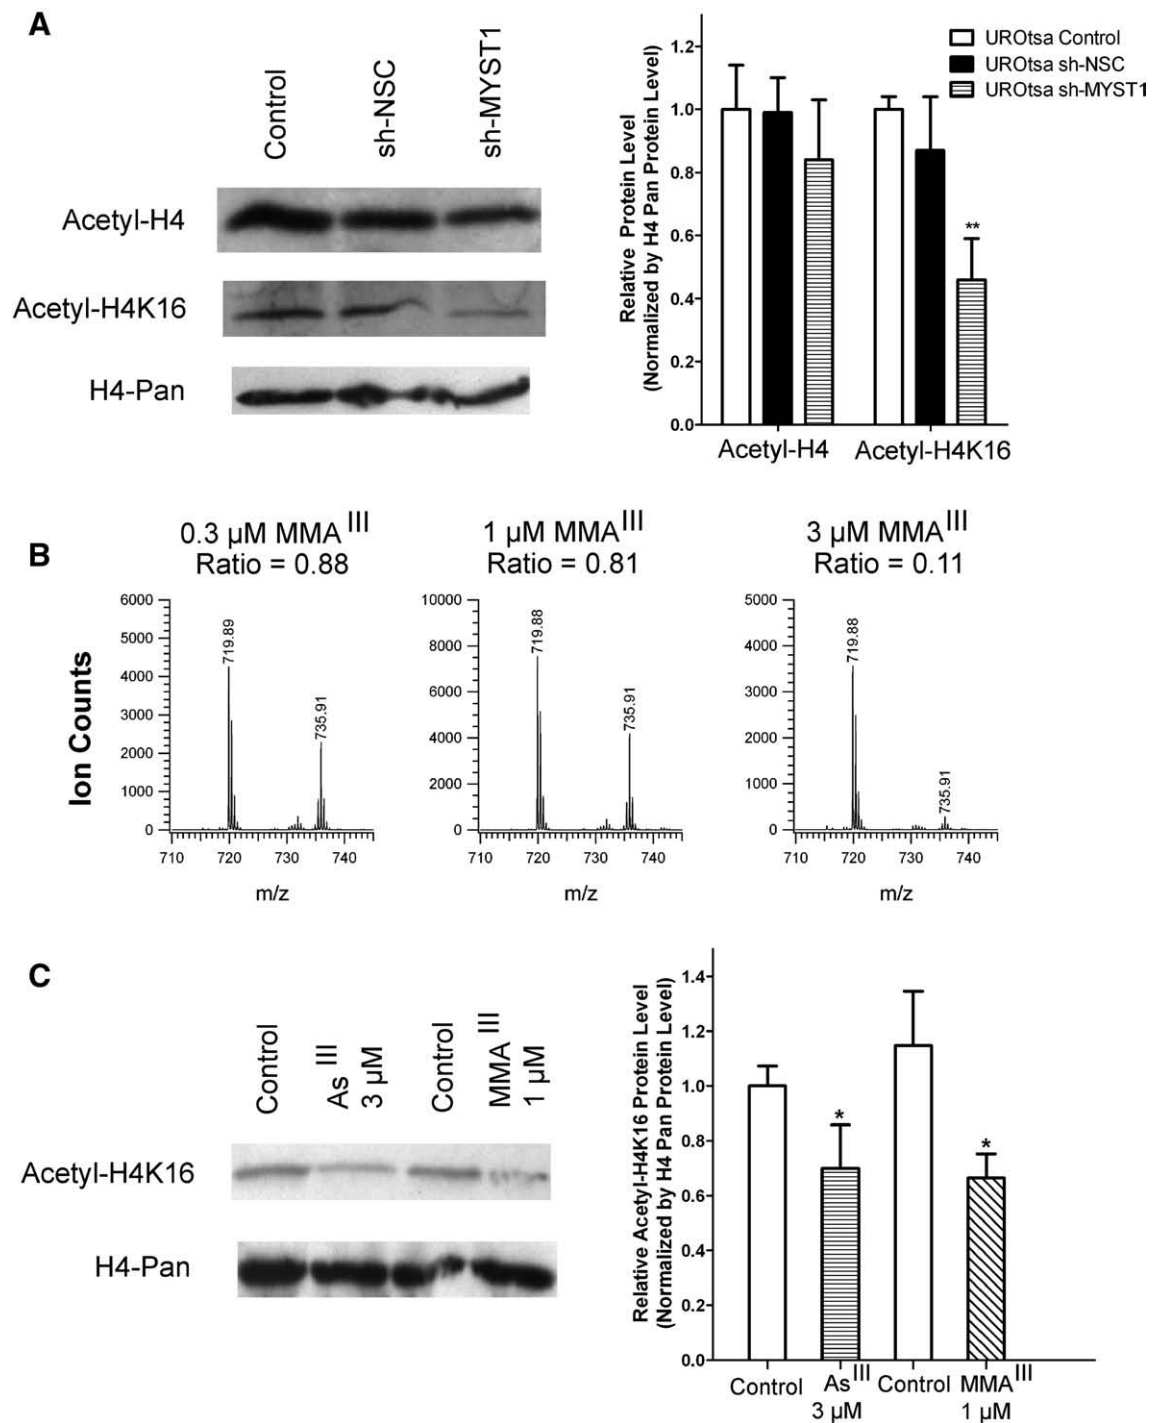 A
Control
sh-NSC
sh-MYST1
Acetyl-H4
Acetyl-H4K16
H4-Pan
Relative Protein Level
(Normalized by H4 Pan Protein Level)
1.2
1.0
0.8
0.6
0.4
0.2
0.0
UROtsa Control
UROtsa sh-NSC
UROtsa sh-MYST1
**
Acetyl-H4
Acetyl-H4K16
B
0.3 µM MMA III
Ratio = 0.88
1 µM MMA III
Ratio = 0.81
3 µM MMA III
Ratio = 0.11
Ion Counts
6000
5000
4000
3000
2000
1000
0
719.89
735.91
710 720 730 740
m/z
10000
8000
6000
4000
2000
0
719.88
735.91
710 720 730 740
m/z
5000
4000
3000
2000
1000
0
719.88
735.91
710 720 730 740
m/z
C
Control
As III
3 µM
Control
MMA III
1 µM
Acetyl-H4K16
H4-Pan
Relative Acetyl-H4K16 Protein Level
(Normalized by H4 Pan Protein Level)
1.4
1.2
1.0
0.8
0.6
0.4
0.2
0.0
*
*
Control As III Control MMA III
3 µM 1 µM